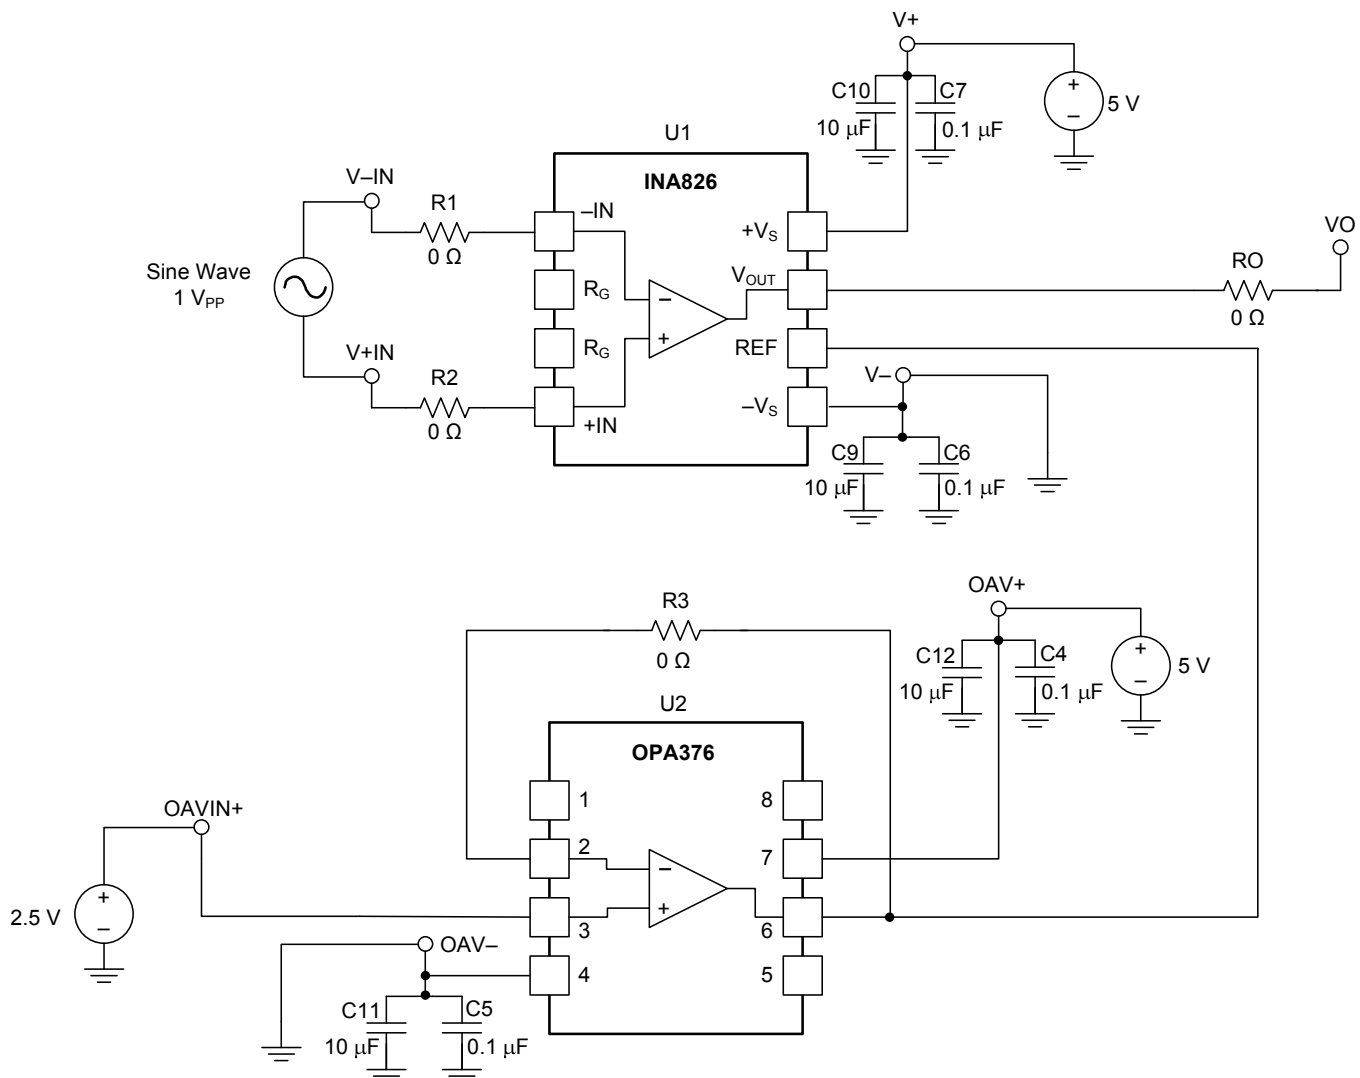 V+
C10
C7
10 μF
0.1 μF
5 V
U1
INA826
V–IN
R1
0 Ω
–IN
+VS
Sine Wave
1 VPP
RG
VOUT
RO
0 Ω
VO
RG
REF
V+IN
R2
0 Ω
+IN
V–
–VS
C9
C6
10 μF
0.1 μF
OAV+
R3
0 Ω
C12
C4
10 μF
0.1 μF
5 V
U2
OPA376
1
8
OAVIN+
2
7
2.5 V
3
6
OAV–
4
5
C11
C5
10 μF
0.1 μF